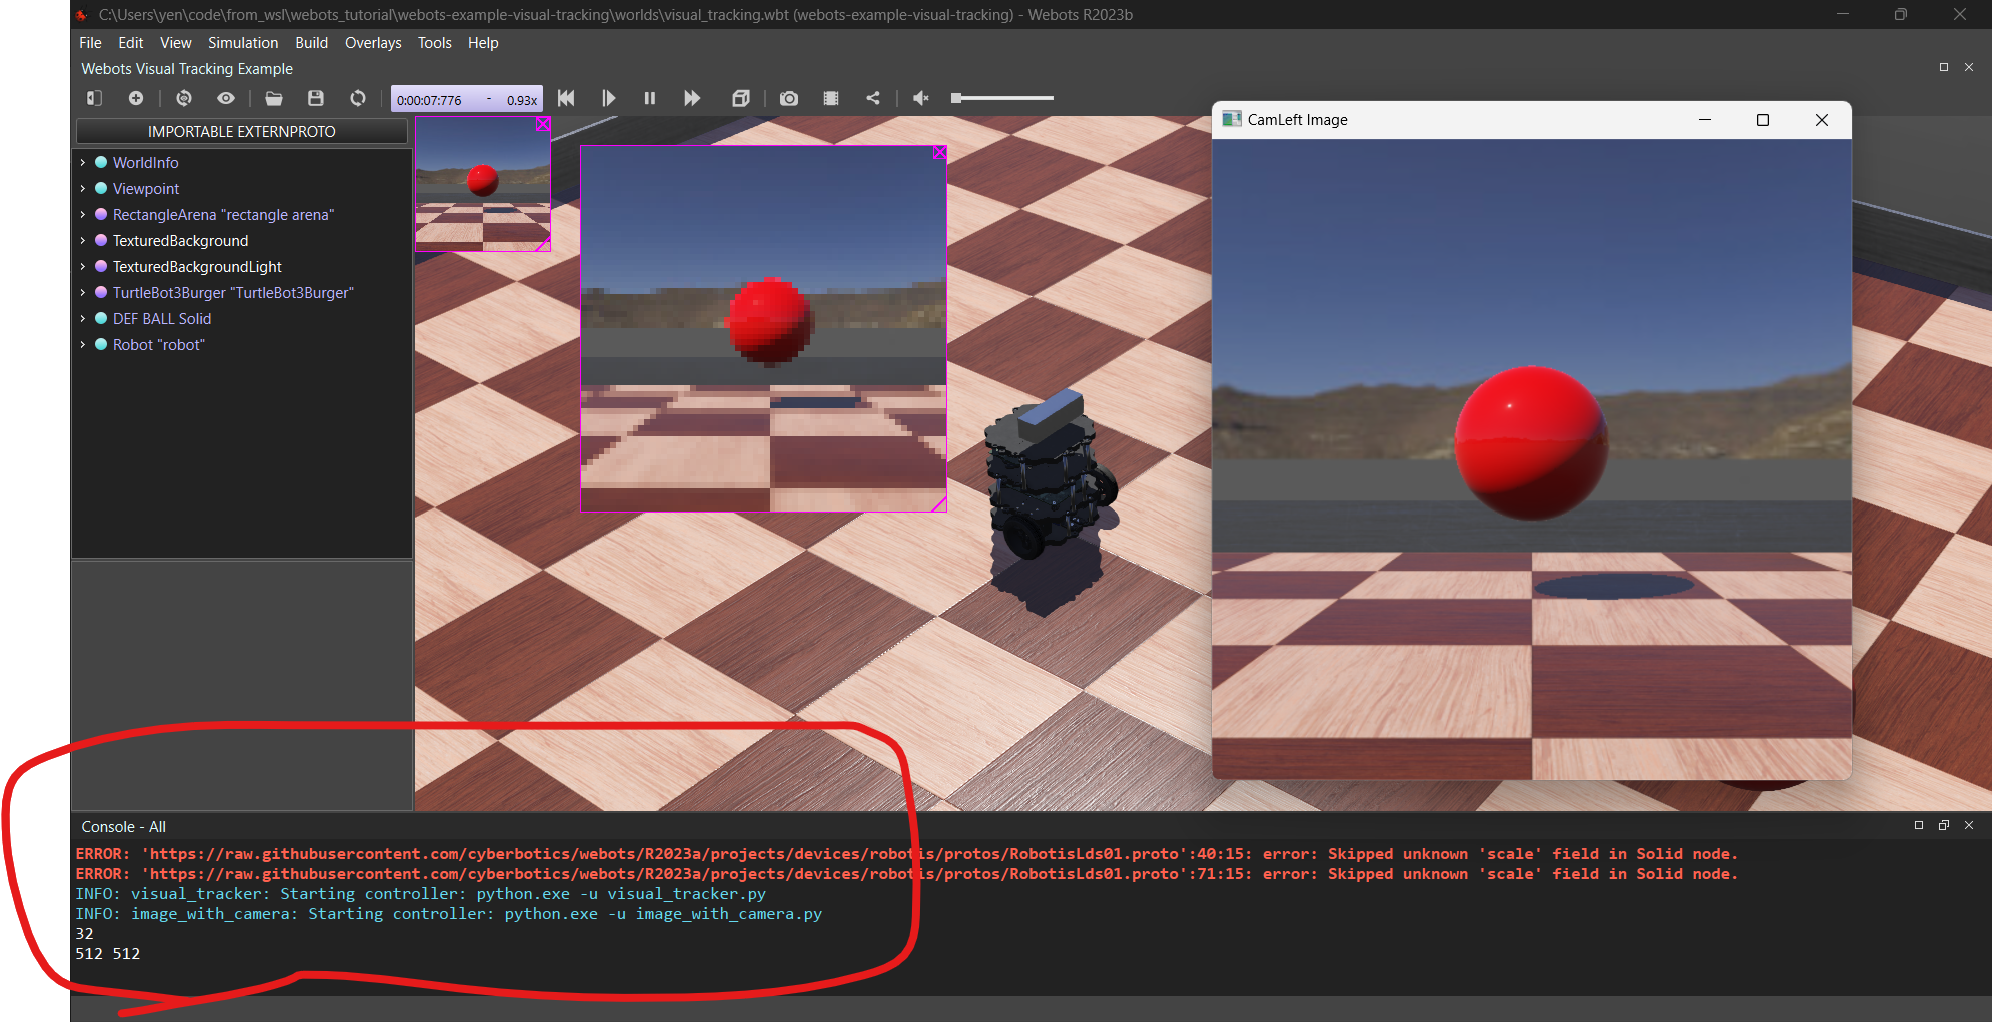 C:\Users\yen\code\from_wsl\webots_tutorial\webots-example-visual-tracking\worlds\visual_tracking.wbt (webots-example-visual-tracking) - Webots R2023b
File Edit View Simulation Build Overlays Tools Help
Webots Visual Tracking Example
0:00:07:776 - 0.93x
IMPORTABLE EXTERNPROTO
WorldInfo
Viewpoint
RectangleArena "rectangle arena"
TexturedBackground
TexturedBackgroundLight
TurtleBot3Burger "TurtleBot3Burger"
DEF BALL Solid
Robot "robot"
CamLeft Image
Console - All
ERROR: 'https://raw.githubusercontent.com/cyberbotics/webots/R2023a/projects/devices/robotis/protos/RobotisLds01.proto':40:15: error: Skipped unknown 'scale' field in Solid node.
ERROR: 'https://raw.githubusercontent.com/cyberbotics/webots/R2023a/projects/devices/robotis/protos/RobotisLds01.proto':71:15: error: Skipped unknown 'scale' field in Solid node.
INFO: visual_tracker: Starting controller: python.exe -u visual_tracker.py
INFO: image_with_camera: Starting controller: python.exe -u image_with_camera.py
32
512 512